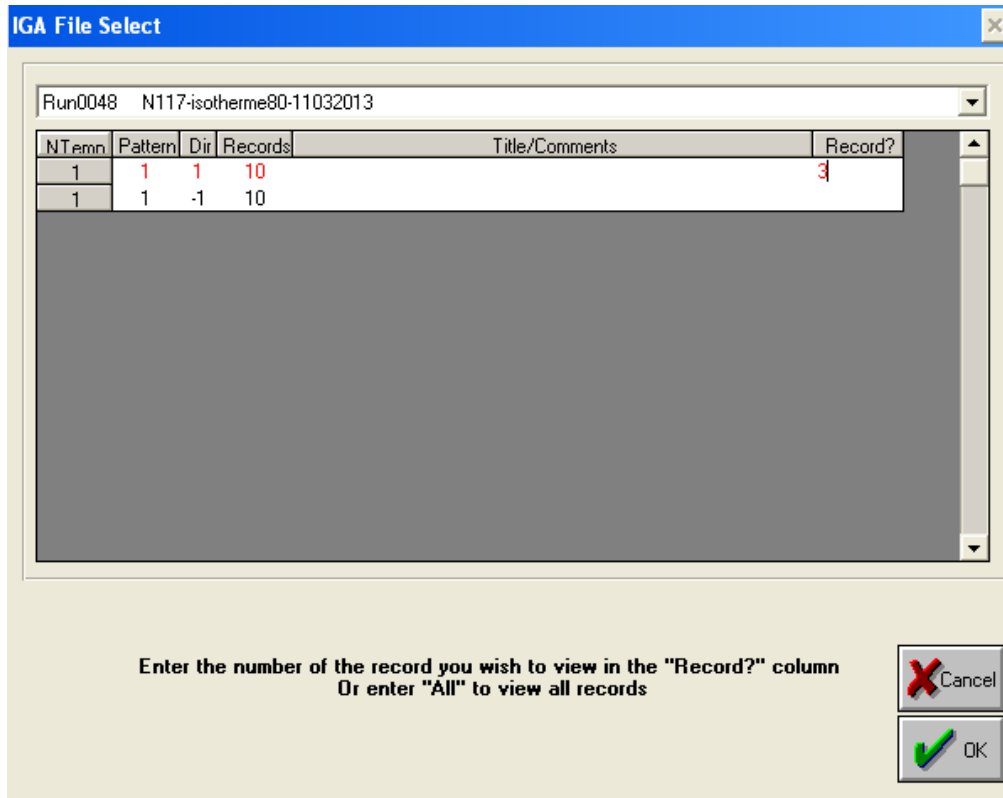 IGA File Select
Run0048 N117-isotherme80-11032013
NTemn Pattern Dir Records Title/Comments Record?
1 1 1 10 3
1 1 -1 10
Enter the number of the record you wish to view in the "Record?" column
Or enter "All" to view all records
Cancel
OK